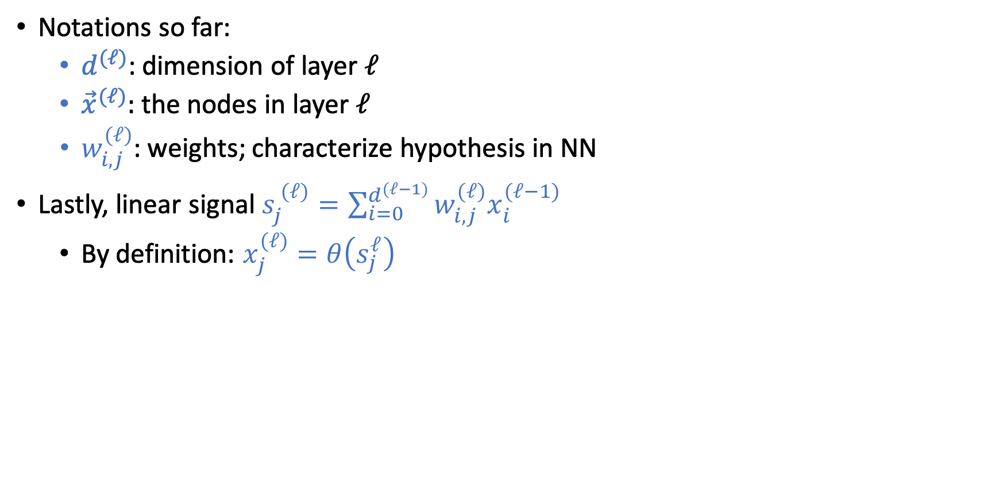 • Notations so far:
• $d^{(\ell)}$: dimension of layer $\ell$
• $\vec{x}^{(\ell)}$: the nodes in layer $\ell$
• $w_{i,j}^{(\ell)}$: weights; characterize hypothesis in NN
• Lastly, linear signal $s_j^{(\ell)} = \sum_{i=0}^{d^{(\ell-1)}} w_{i,j}^{(\ell)} x_i^{(\ell-1)}$
• By definition: $x_j^{(\ell)} = \theta(s_j^{\ell})$